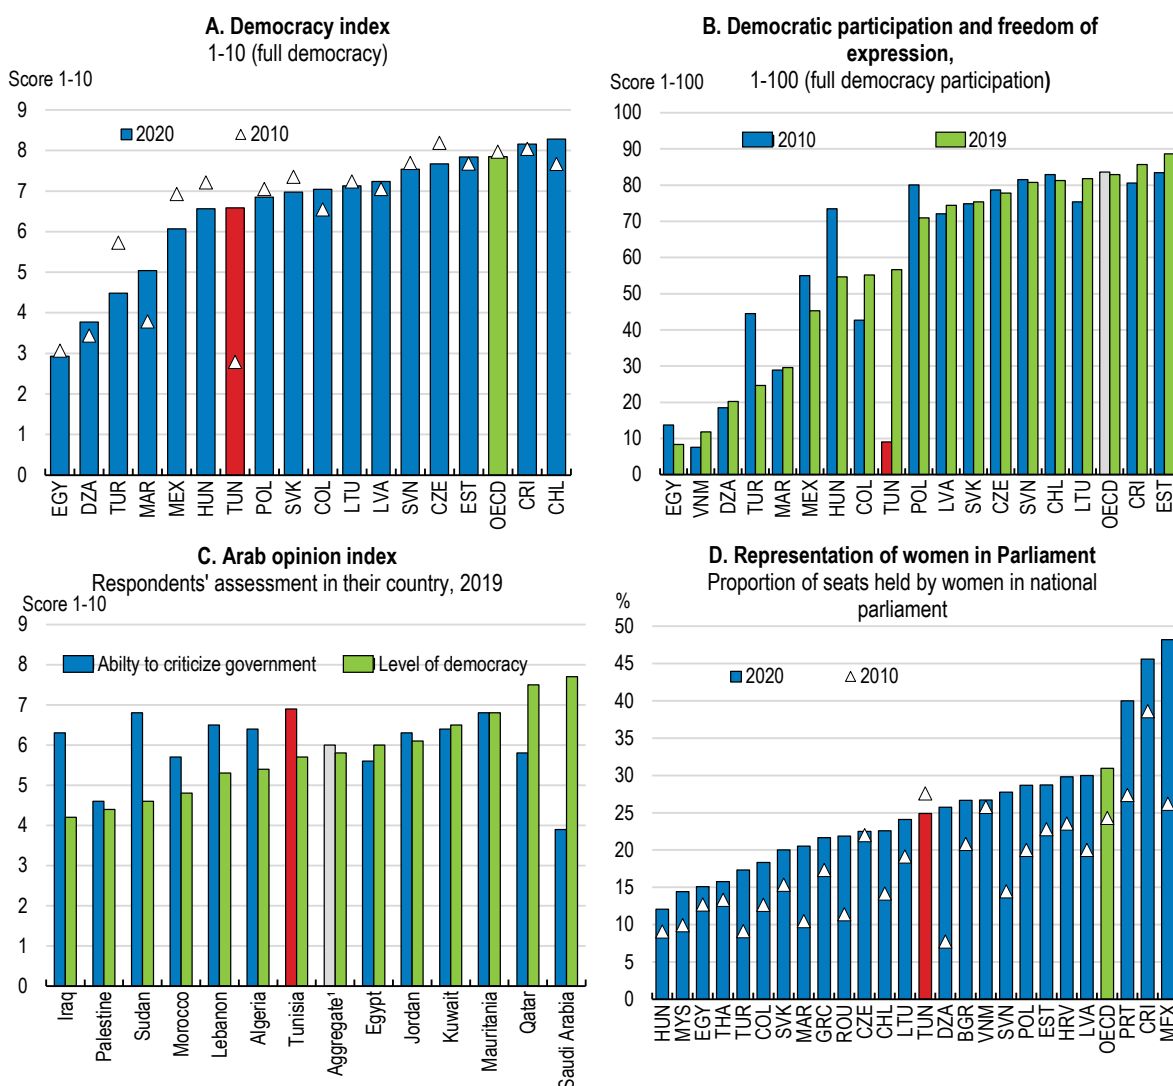 A. Democracy index
1-10 (full democracy)
Score 1-10
9
8
7
6
5
4
3
2
1
0
2020
2010
EGY
DZA
TUR
MAR
MEX
HUN
TUN
POL
SVK
COL
LTU
LVA
SVN
CZE
EST
OECD
CRI
CHL
B. Democratic participation and freedom of
expression,
Score 1-100
1-100 (full democracy participation)
100
90
80
70
60
50
40
30
20
10
0
2010
2019
EGY
VNM
DZA
TUR
MAR
MEX
HUN
COL
TUN
POL
LVA
SVK
CZE
SVN
CHL
LTU
OECD
CRI
EST
C. Arab opinion index
Respondents' assessment in their country, 2019
Score 1-10
9
8
7
6
5
4
3
2
1
0
Abilty to criticize government
Level of democracy
Iraq
Palestine
Sudan
Morocco
Lebanon
Algeria
Tunisia
Aggregate¹
Egypt
Jordan
Kuwait
Mauritania
Qatar
Saudi Arabia
D. Representation of women in Parliament
Proportion of seats held by women in national
parliament
%
50
45
40
35
30
25
20
15
10
5
0
2020
2010
HUN
MYS
EGY
THA
TUR
COL
SVK
MAR
GRC
ROU
CZE
CHL
LTU
TUN
DZA
BGR
VNM
SVN
POL
EST
HRV
LVA
OECD
PRT
CRI
MEX